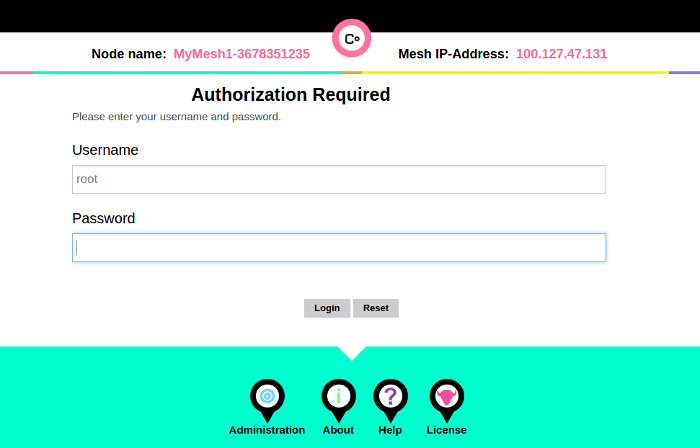 Co
Node name: MyMesh1-3678351235 Mesh IP-Address: 100.127.47.131
Authorization Required
Please enter your username and password.
Username
root
Password
Login Reset
Administration About Help License